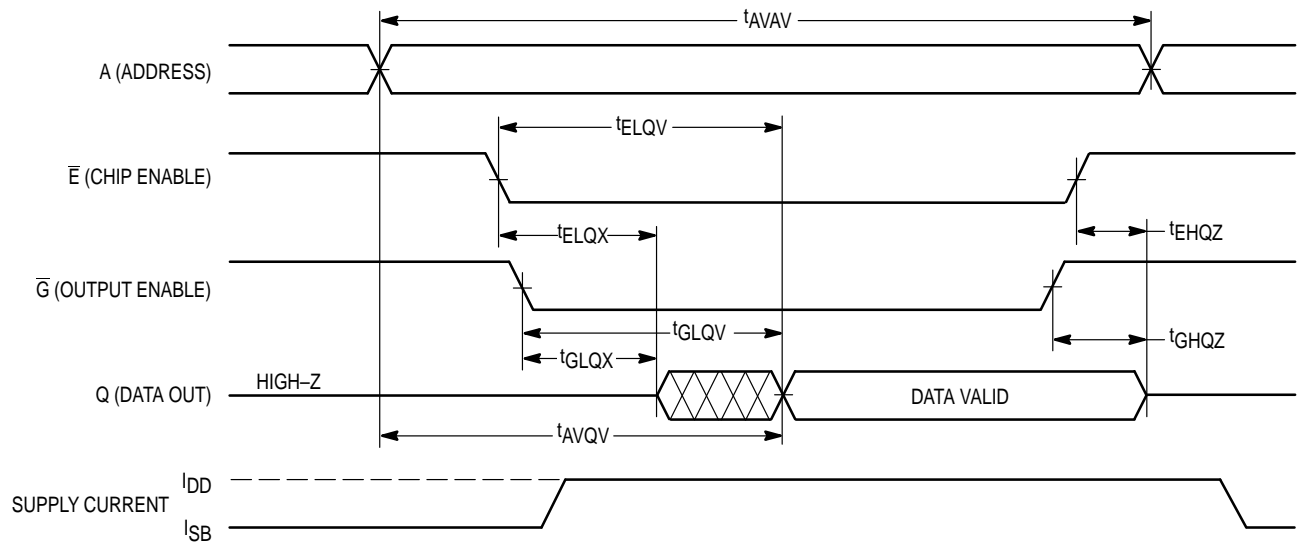 tAVAV
A (ADDRESS)
tELQV
E̅ (CHIP ENABLE)
tELQX
tEHQZ
G̅ (OUTPUT ENABLE)
tGLQV
tGHQZ
tGLQX
HIGH–Z
Q (DATA OUT)
DATA VALID
tAVQV
IDD
SUPPLY CURRENT
ISB